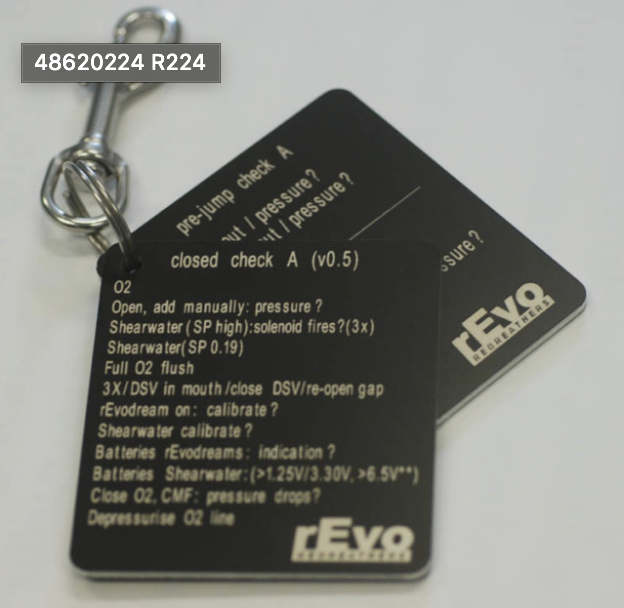 48620224 R224
pre-jump check A
out / pressure?
ut / pressure?
ssure?
rEvo
REBREATHERS
closed check A (v0.5)
O2
Open, add manually: pressure?
Shearwater (SP high):solenoid fires?(3x)
Shearwater(SP 0.19)
Full O2 flush
3X/DSV in mouth/close DSV/re-open gap
rEvodream on: calibrate?
Shearwater calibrate?
Batteries rEvodreams: indication?
Batteries Shearwater:(>1.25V/3.30V, >6.5V**)
Close O2, CMF: pressure drops?
Depressurise O2 line
rEvo
REBREATHERS